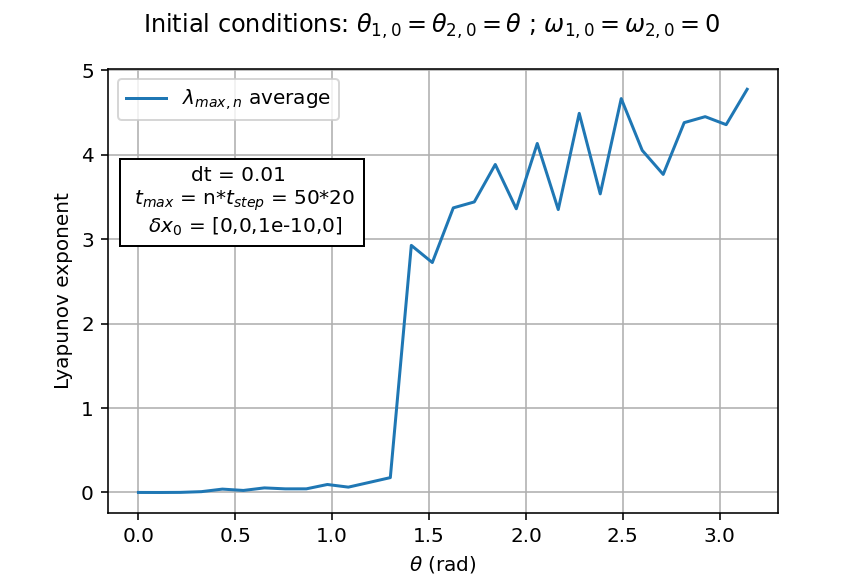 Initial conditions: θ1,0 = θ2,0 = θ ; ω1,0 = ω2,0 = 0
λmax,n average
dt = 0.01
tmax = n*tstep = 50*20
δx0 = [0,0,1e-10,0]
Lyapunov exponent
5
4
3
2
1
0
0.0 0.5 1.0 1.5 2.0 2.5 3.0
θ (rad)